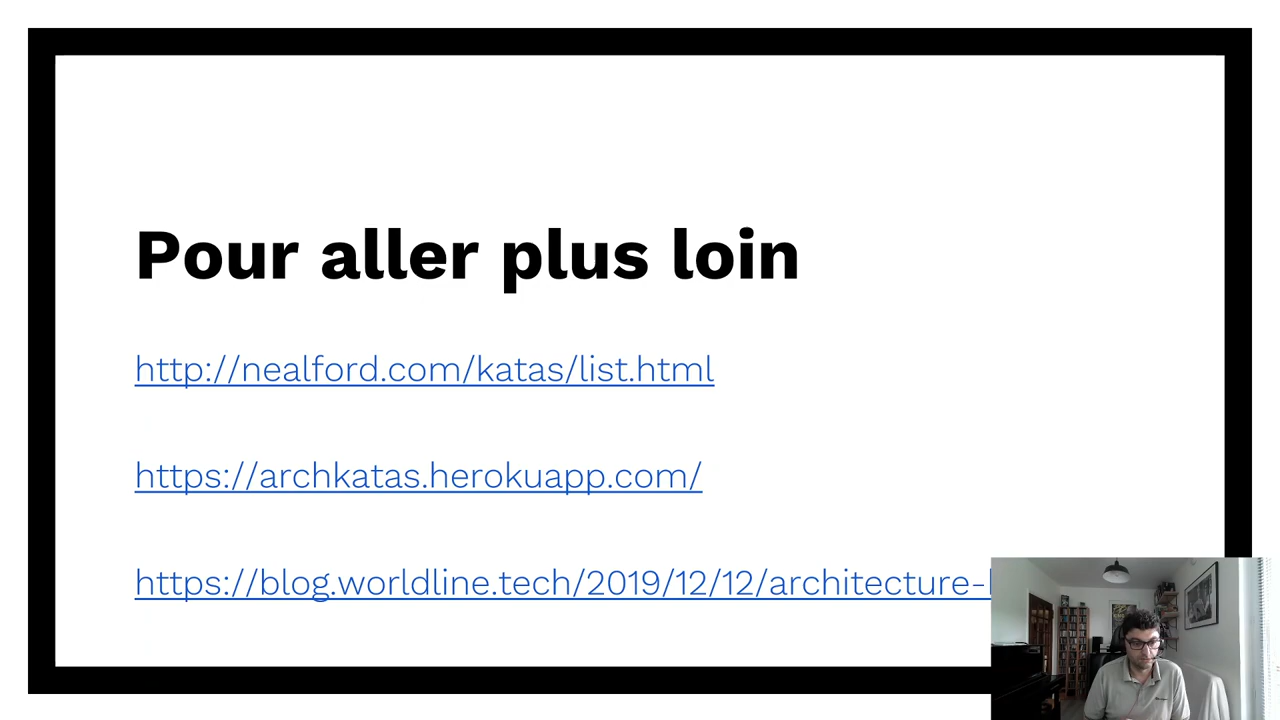 Pour aller plus loin
http://nealford.com/katas/list.html
https://archkatas.herokuapp.com/
https://blog.worldline.tech/2019/12/12/architecture-